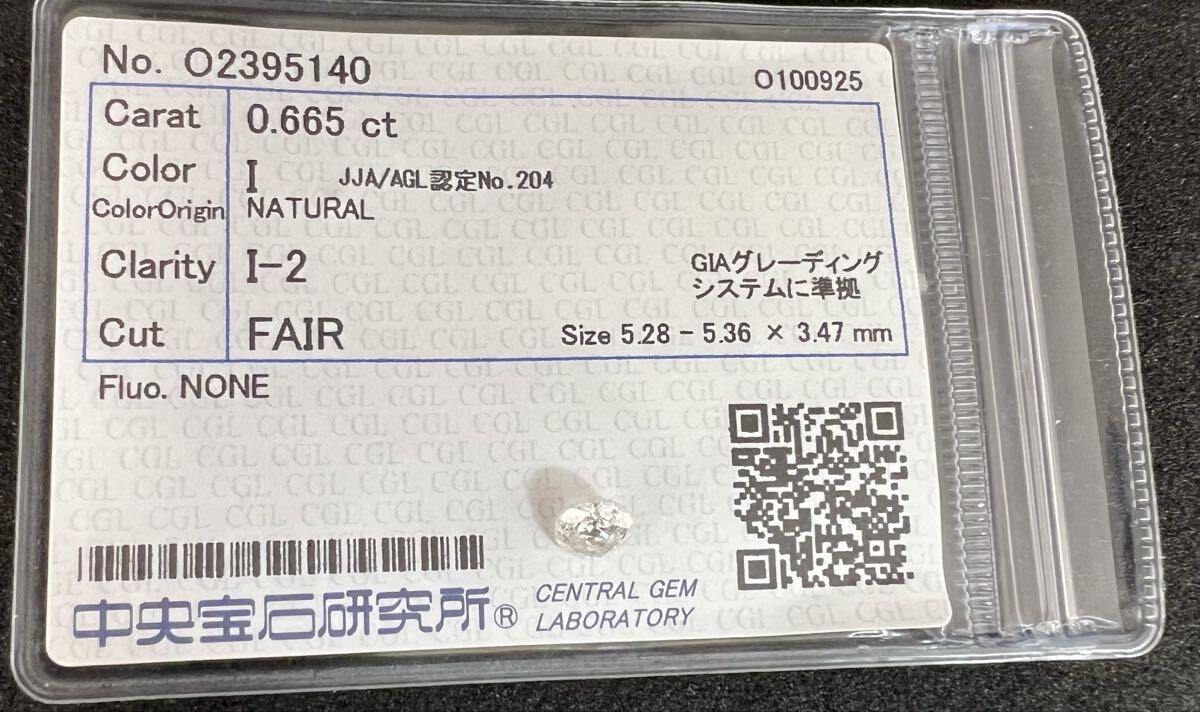 No. O2395140
O100925
Carat 0.665 ct
Color I JJA/AGL認定No.204
ColorOrigin NATURAL
Clarity I-2
GIAグレーディング
システムに準拠
Cut FAIR Size 5.28 - 5.36 × 3.47 mm
Fluo. NONE
中央宝石研究所® CENTRAL GEM
LABORATORY